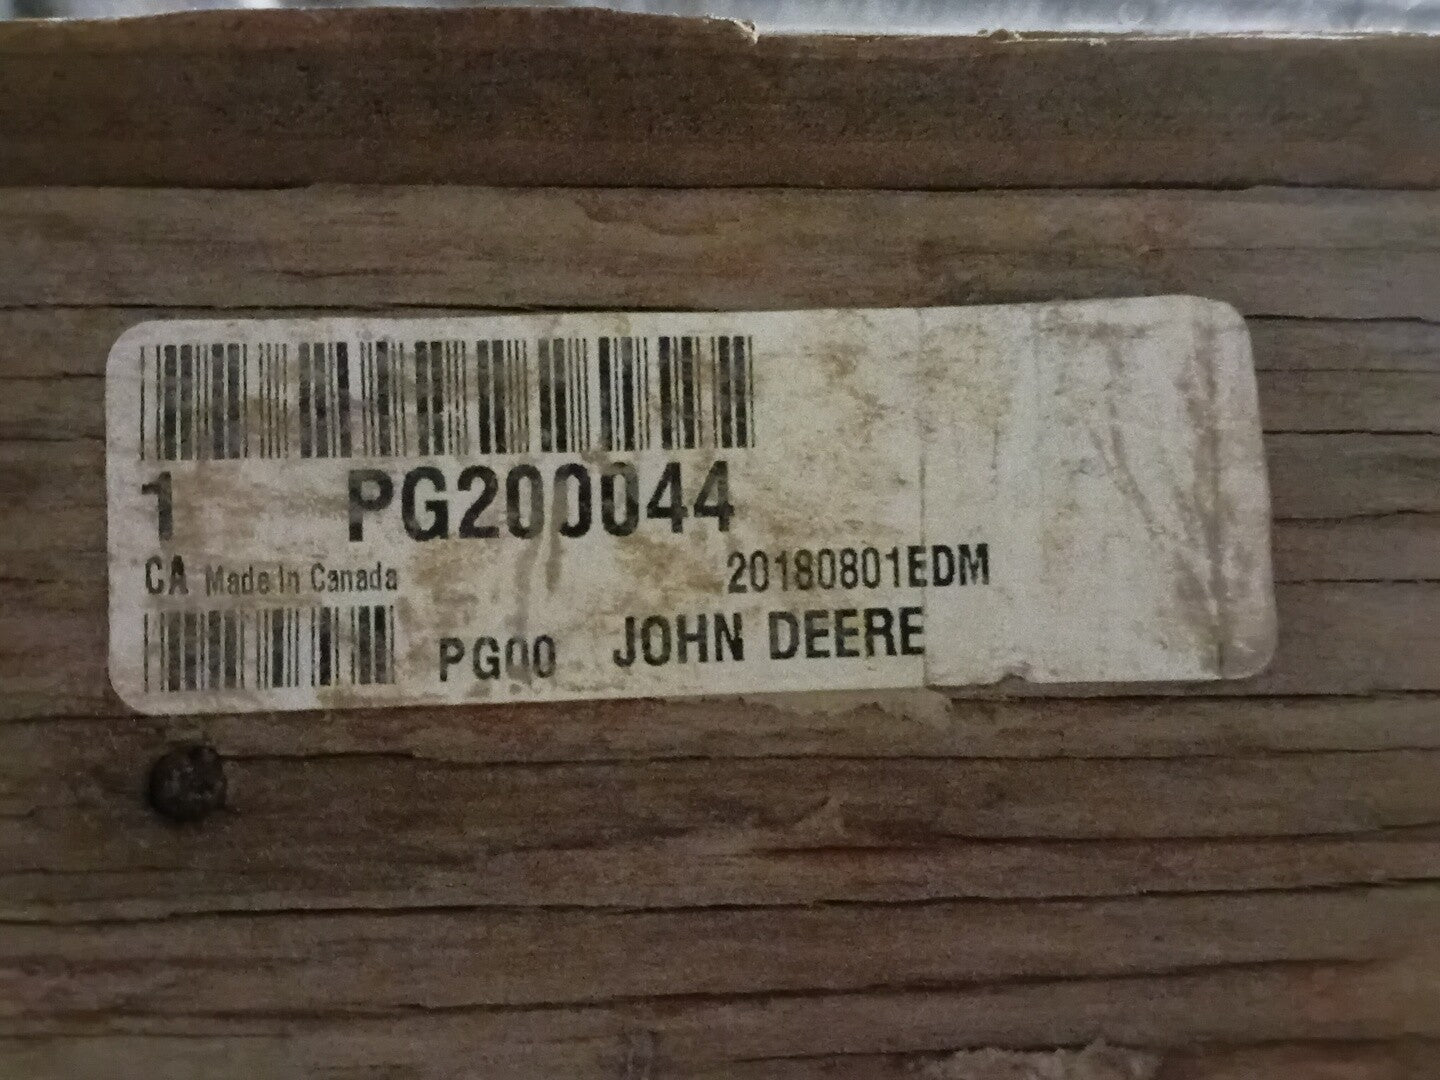 1 PG200044
CA Made In Canada 20180801EDM
PG00 JOHN DEERE